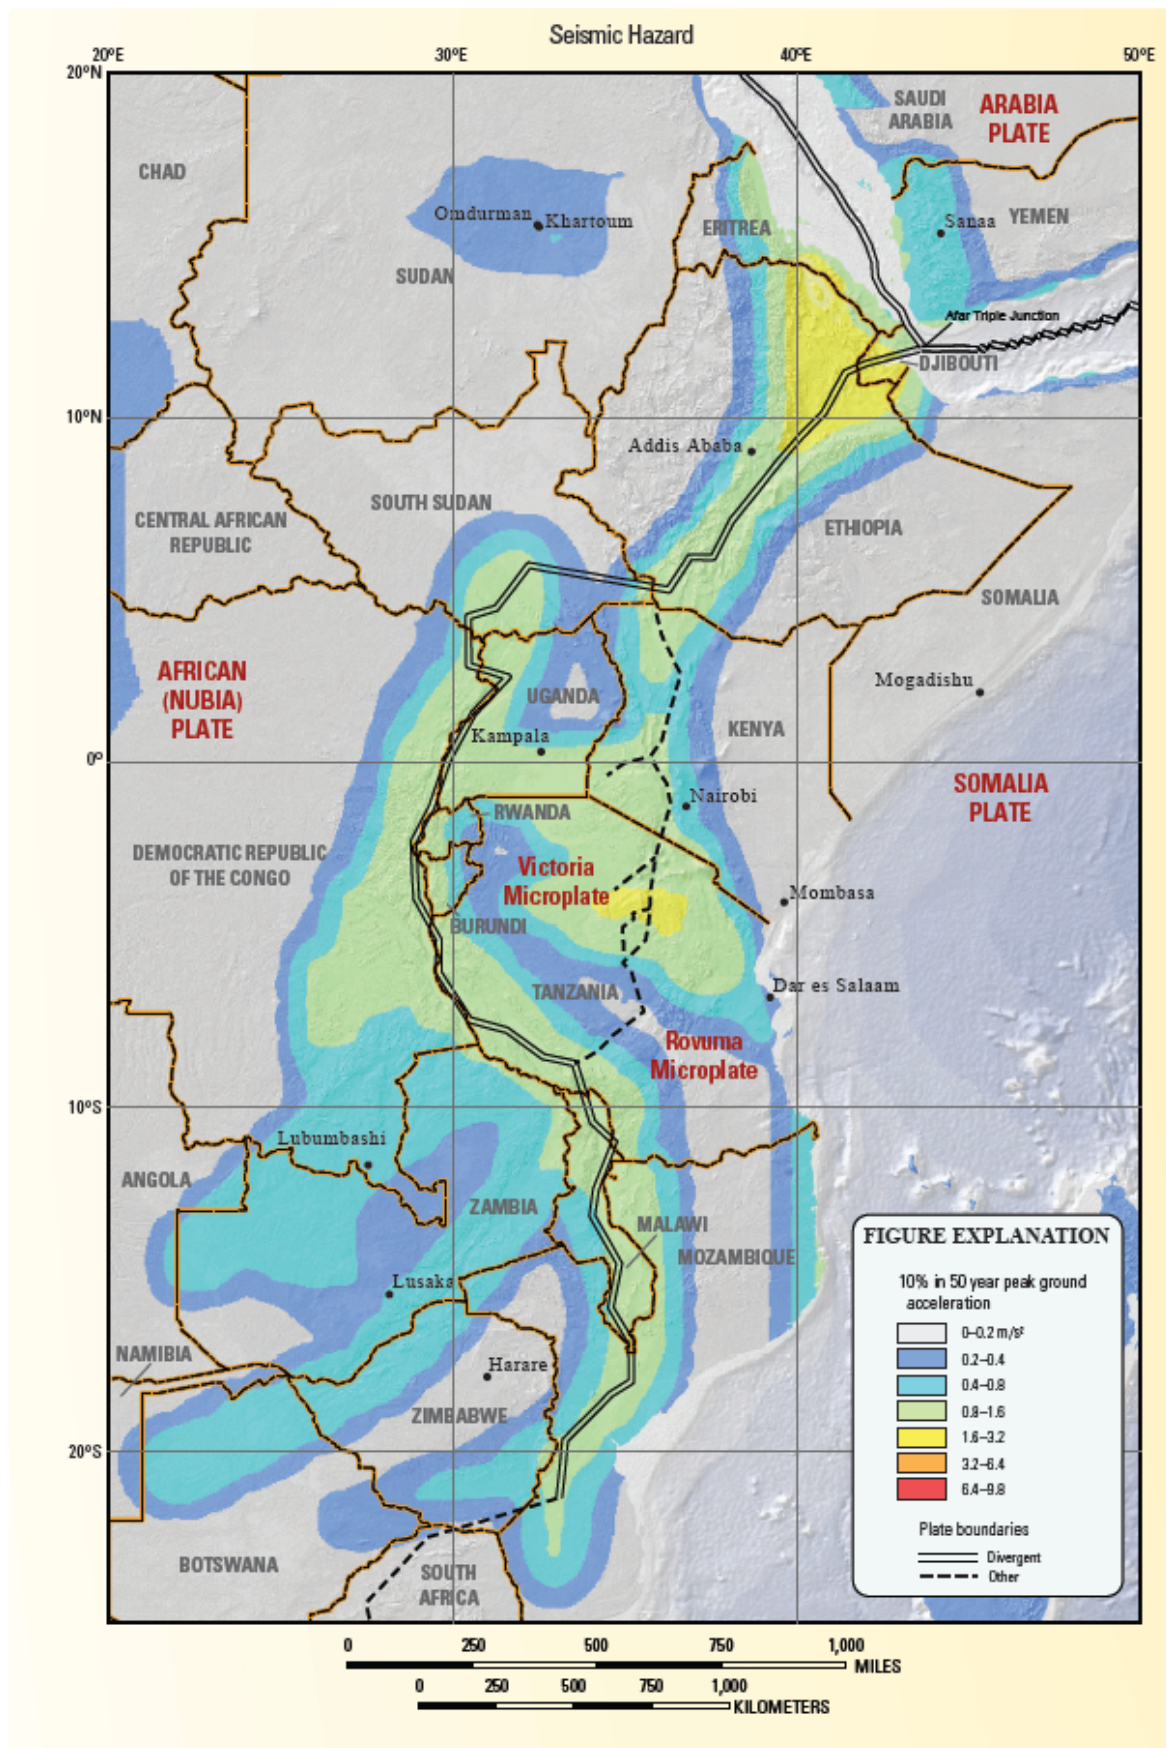 Seismic Hazard
20°E
30°E
40°E
50°E
20°N
SAUDI
ARABIA
ARABIA
PLATE
CHAD
Omdurman
Khartoum
ERITREA
Sanaa
YEMEN
SUDAN
Afar Triple Junction
DJIBOUTI
10°N
Addis Ababa
SOUTH SUDAN
CENTRAL AFRICAN
REPUBLIC
ETHIOPIA
SOMALIA
AFRICAN
(NUBIA)
PLATE
Mogadishu
UGANDA
KENYA
Kampala
0°
SOMALIA
PLATE
Nairobi
RWANDA
DEMOCRATIC REPUBLIC
OF THE CONGO
Victoria
Microplate
Mombasa
BURUNDI
TANZANIA
Dar es Salaam
Rovuma
Microplate
10°S
Lubumbashi
ANGOLA
ZAMBIA
MALAWI
MOZAMBIQUE
Lusaka
NAMIBIA
Harare
ZIMBABWE
20°S
BOTSWANA
SOUTH
AFRICA
FIGURE EXPLANATION
10% in 50 year peak ground
acceleration
0–0.2 m/s²
0.2–0.4
0.4–0.8
0.8–1.6
1.6–3.2
3.2–6.4
6.4–9.8
Plate boundaries
Divergent
Other
0 250 500 750 1,000
MILES
0 250 500 750 1,000
KILOMETERS